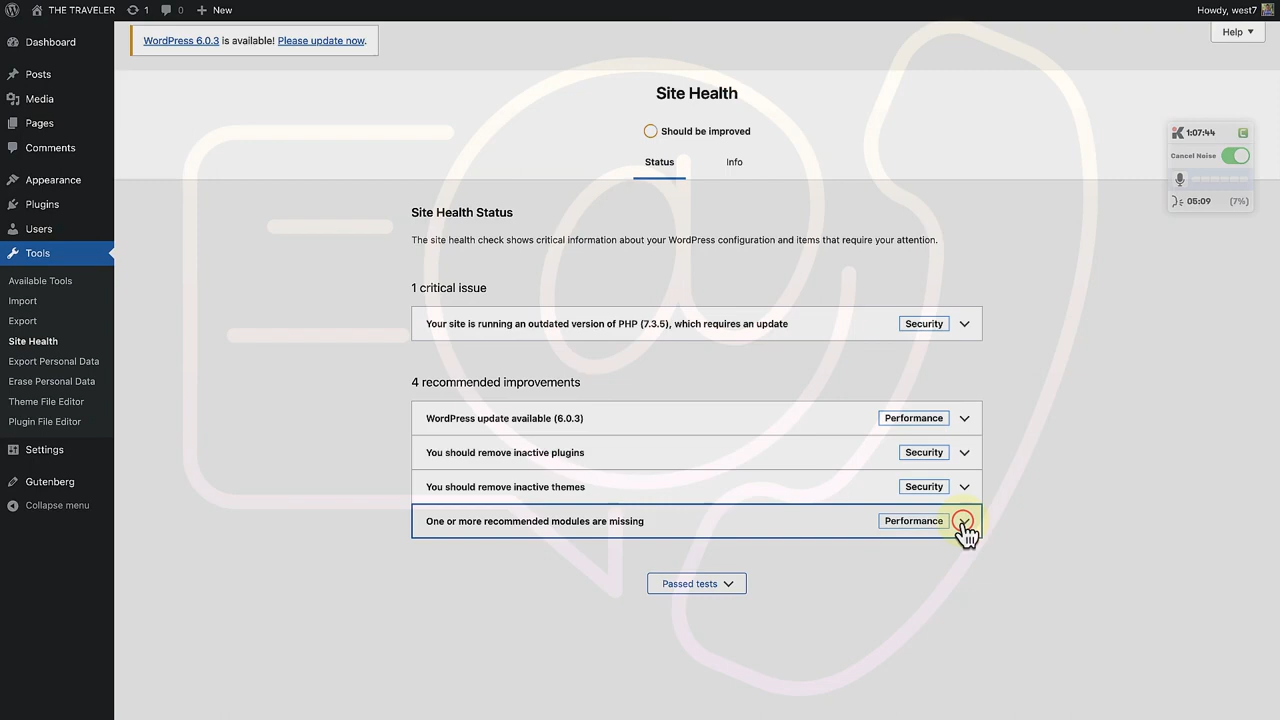 THE TRAVELER
1
0
New
Howdy, west7
Dashboard
Posts
Media
Pages
Comments
Appearance
Plugins
Users
Tools
Available Tools
Import
Export
Site Health
Export Personal Data
Erase Personal Data
Theme File Editor
Plugin File Editor
Settings
Gutenberg
Collapse menu
WordPress 6.0.3 is available! Please update now.
Help
Site Health
Should be improved
Status
Info
1:07:44
Cancel Noise
05:09 (7%)
Site Health Status
The site health check shows critical information about your WordPress configuration and items that require your attention.
1 critical issue
Your site is running an outdated version of PHP (7.3.5), which requires an update
Security
4 recommended improvements
WordPress update available (6.0.3)
Performance
You should remove inactive plugins
Security
You should remove inactive themes
Security
One or more recommended modules are missing
Performance
Passed tests